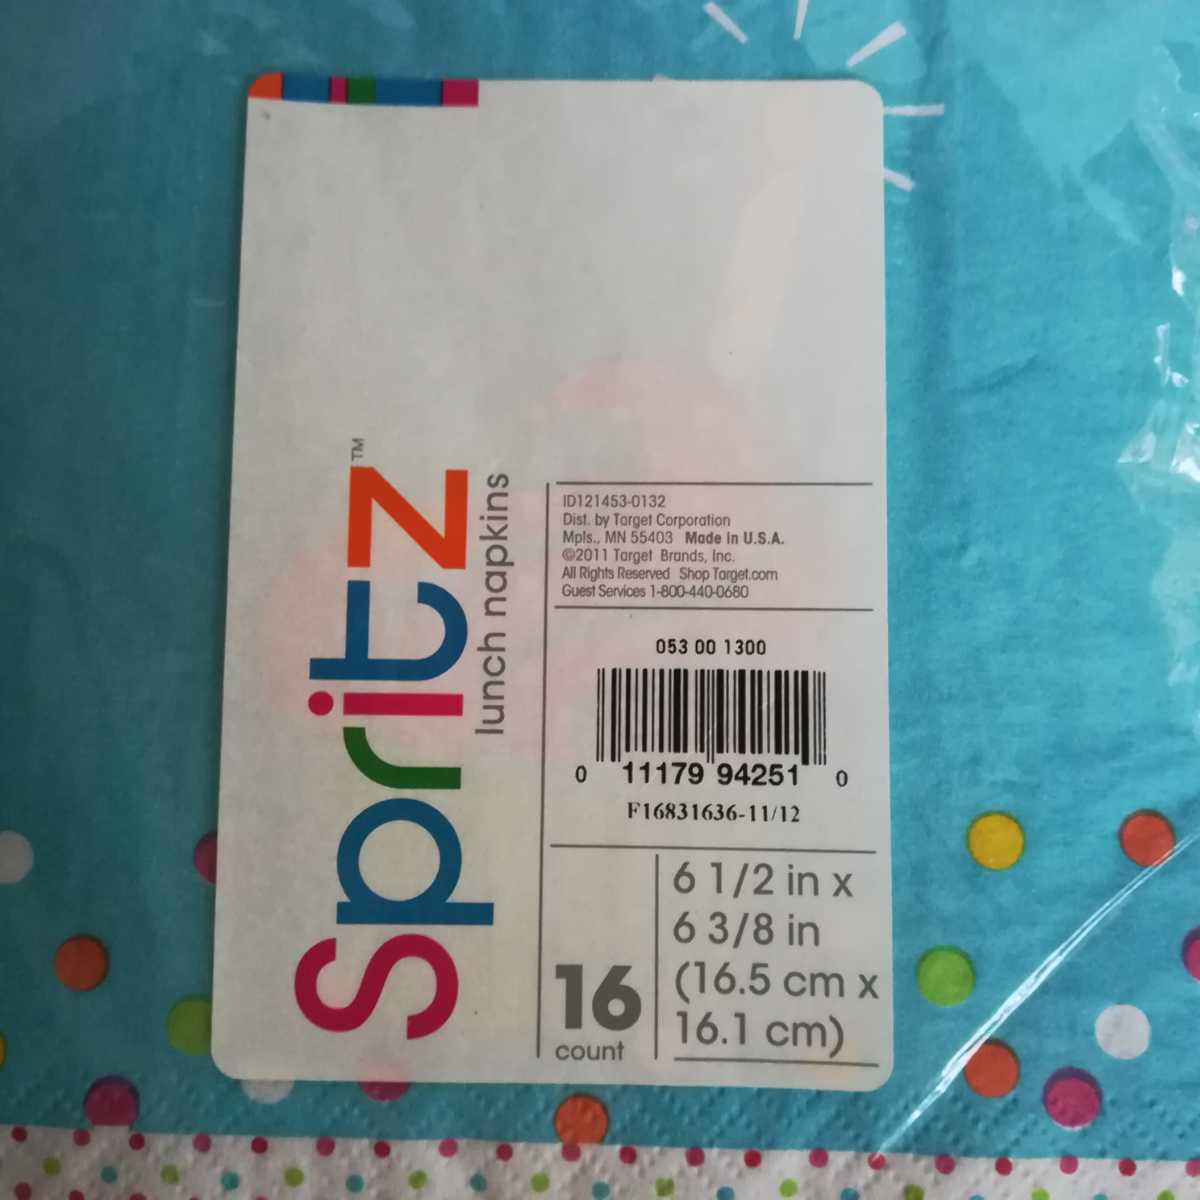 spritz™
lunch napkins
ID121453-0132
Dist. by Target Corporation
Mpls., MN 55403 Made in U.S.A.
©2011 Target Brands, Inc.
All Rights Reserved Shop Target.com
Guest Services 1-800-440-0680
053 00 1300
0 11179 94251 0
F16831636-11/12
16
count
6 1/2 in x
6 3/8 in
(16.5 cm x
16.1 cm)